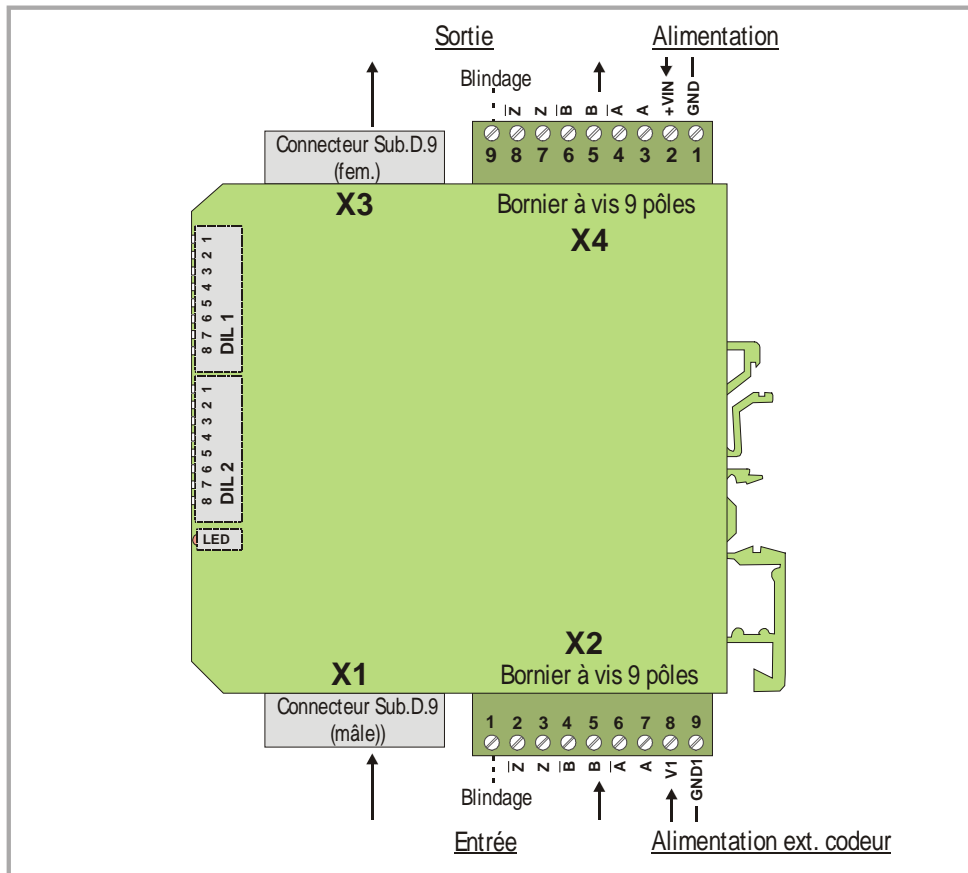 Sortie
Alimentation
Blindage
Z̅ Z B̅ B A̅ A +VIN GND
9 8 7 6 5 4 3 2 1
Connecteur Sub.D.9
(fem.)
X3
Bornier à vis 9 pôles
X4
1 2 3 4 5 6 7 8
DIL 1
1 2 3 4 5 6 7 8
DIL 2
LED
X1
Connecteur Sub.D.9
(mâle))
X2
Bornier à vis 9 pôles
1 2 3 4 5 6 7 8 9
Z̅ Z B̅ B A̅ A V1 GND1
Blindage
Entrée
Alimentation ext. codeur